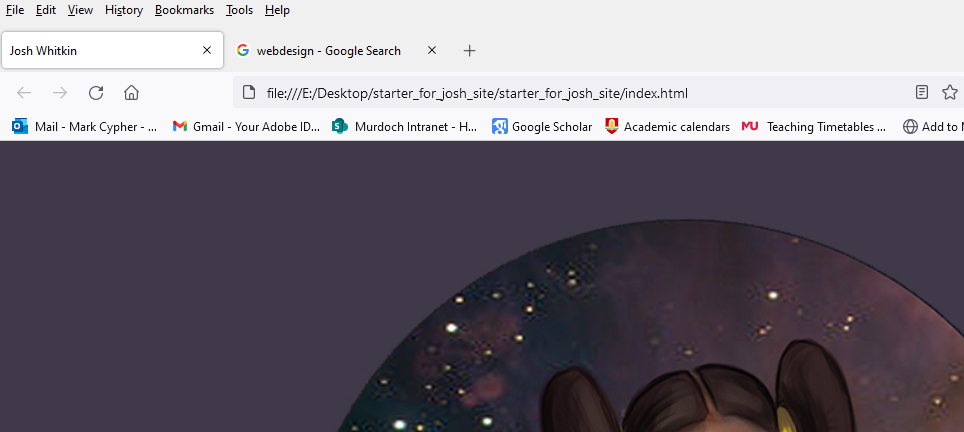 File Edit View History Bookmarks Tools Help
Josh Whitkin webdesign - Google Search
file:///E:/Desktop/starter_for_josh_site/starter_for_josh_site/index.html
Mail - Mark Cypher - ... Gmail - Your Adobe ID... Murdoch Intranet - H... Google Scholar Academic calendars MU Teaching Timetables ... Add to M